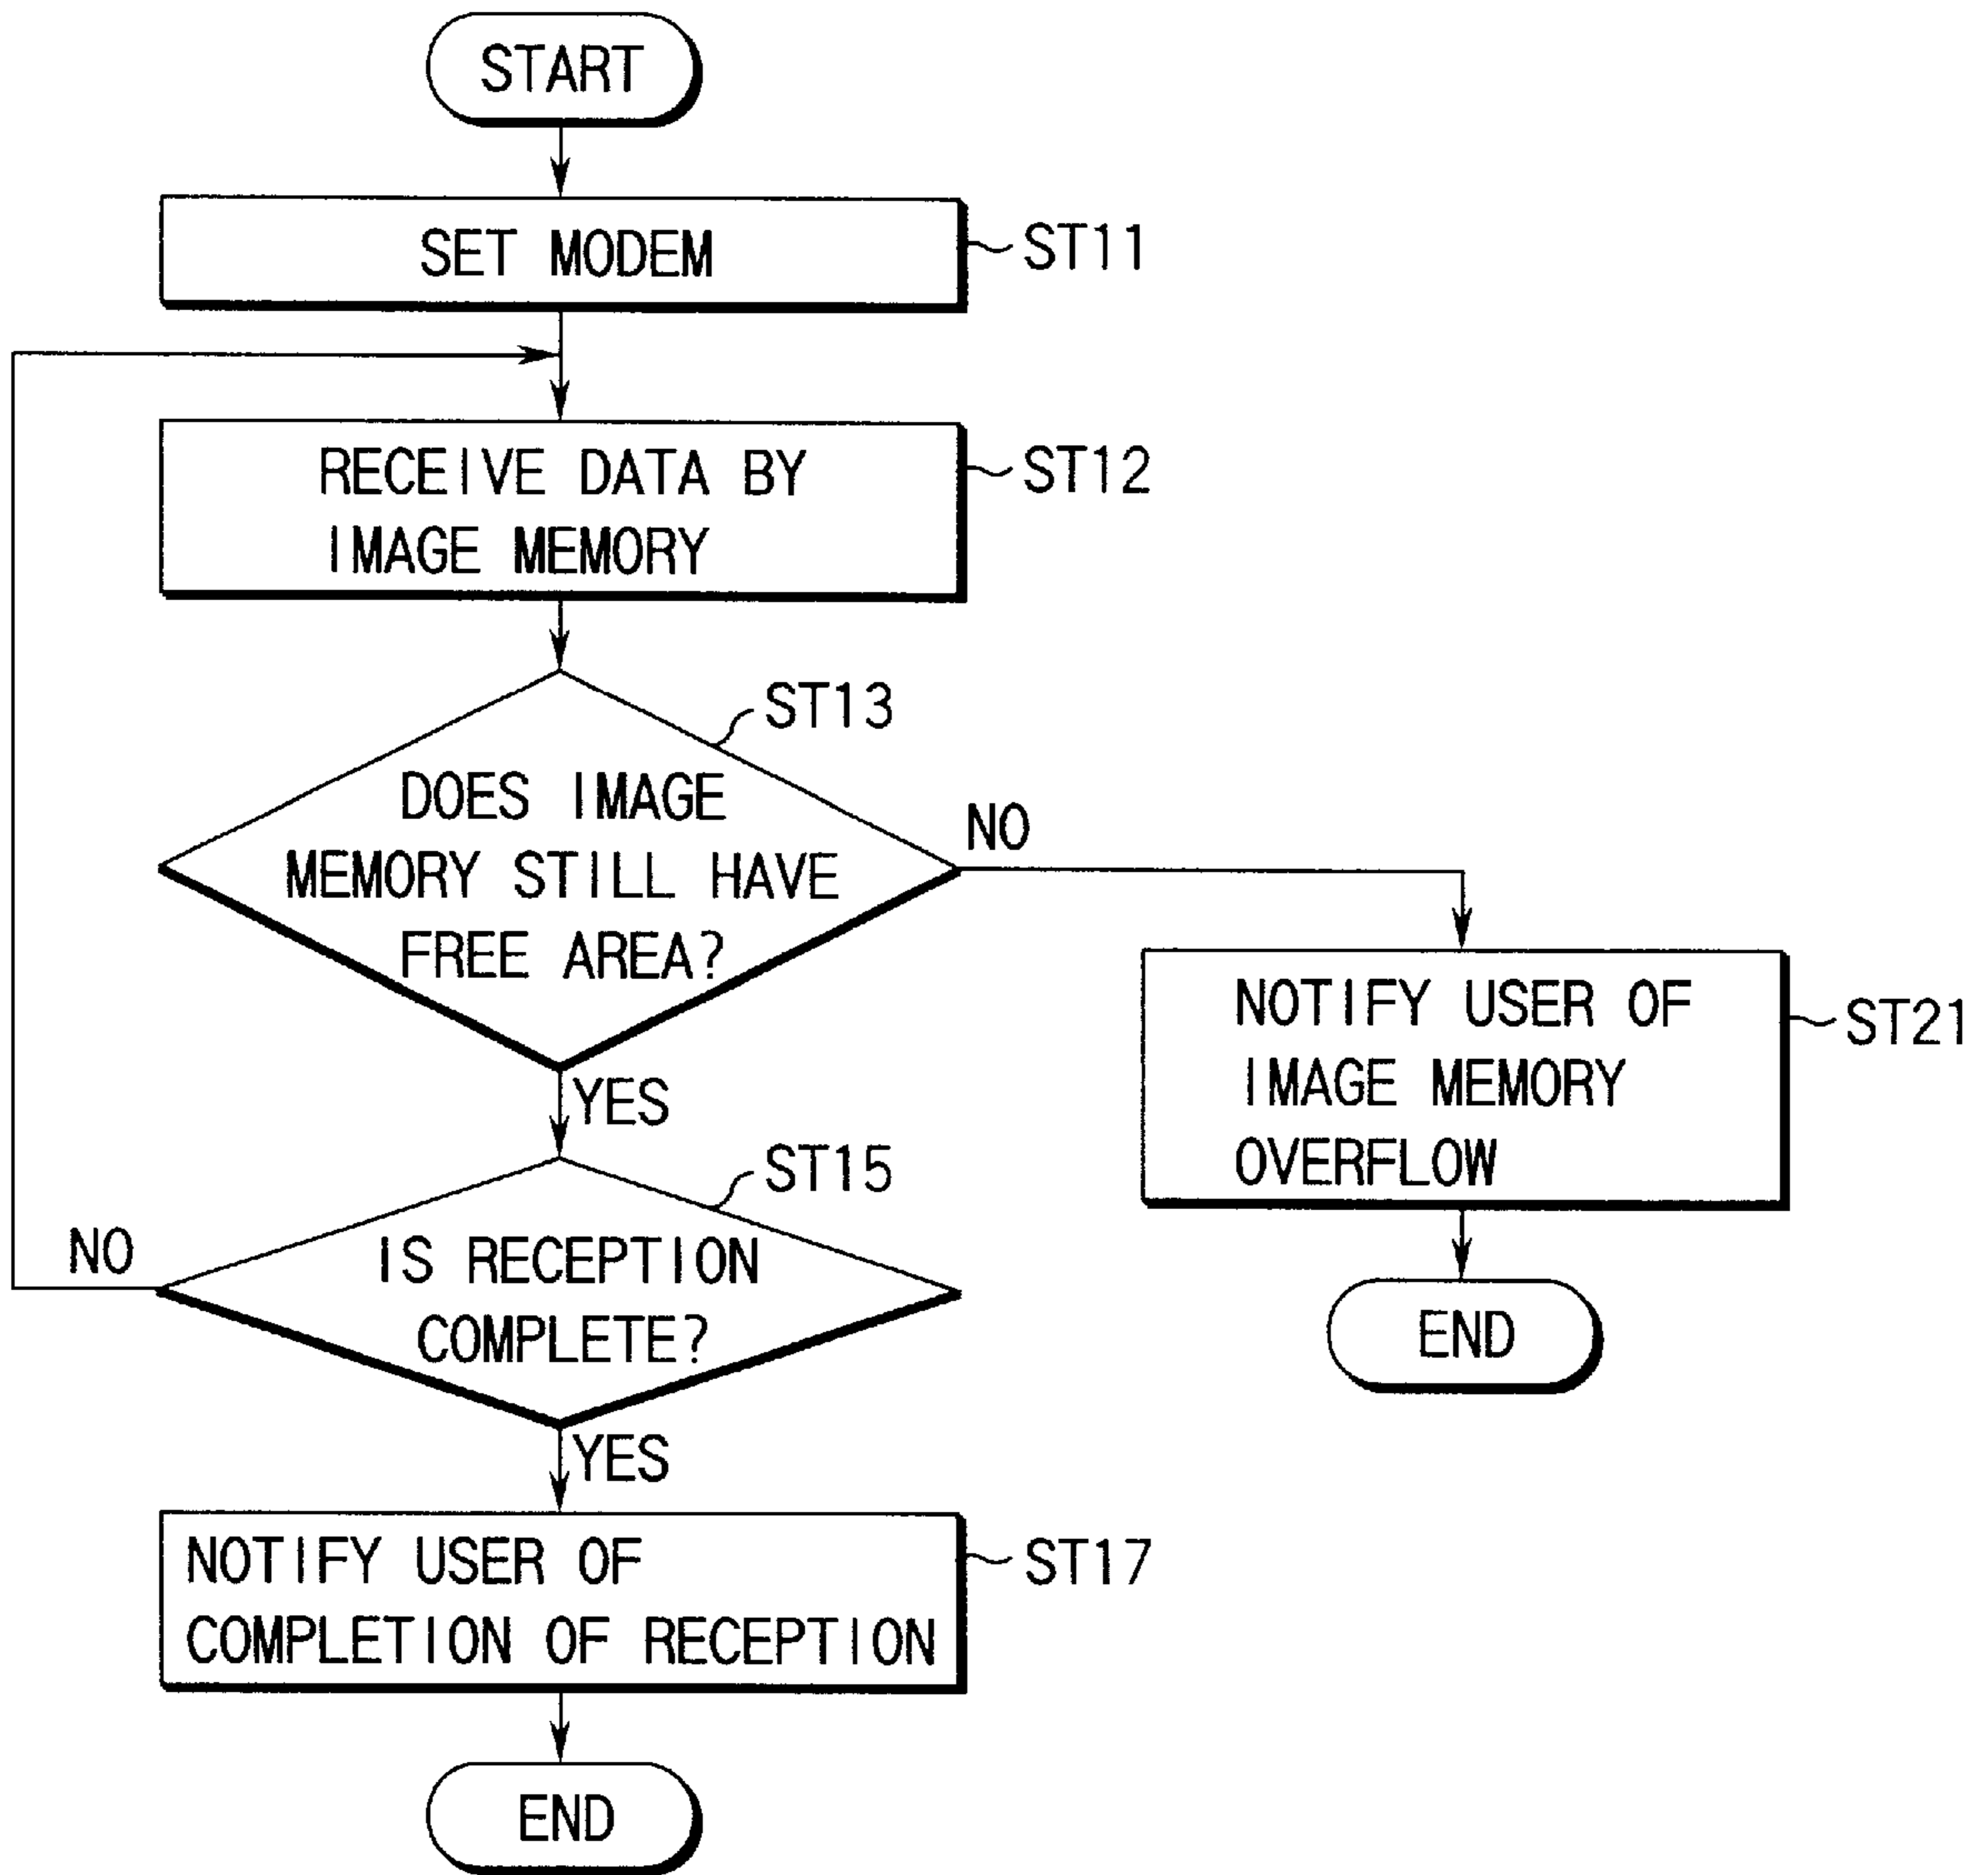 START
SET MODEM
ST11
RECEIVE DATA BY
IMAGE MEMORY
ST12
ST13
DOES IMAGE
MEMORY STILL HAVE
FREE AREA?
NO
YES
NOTIFY USER OF
IMAGE MEMORY
OVERFLOW
ST21
END
ST15
IS RECEPTION
COMPLETE?
NO
YES
NOTIFY USER OF
COMPLETION OF RECEPTION
ST17
END